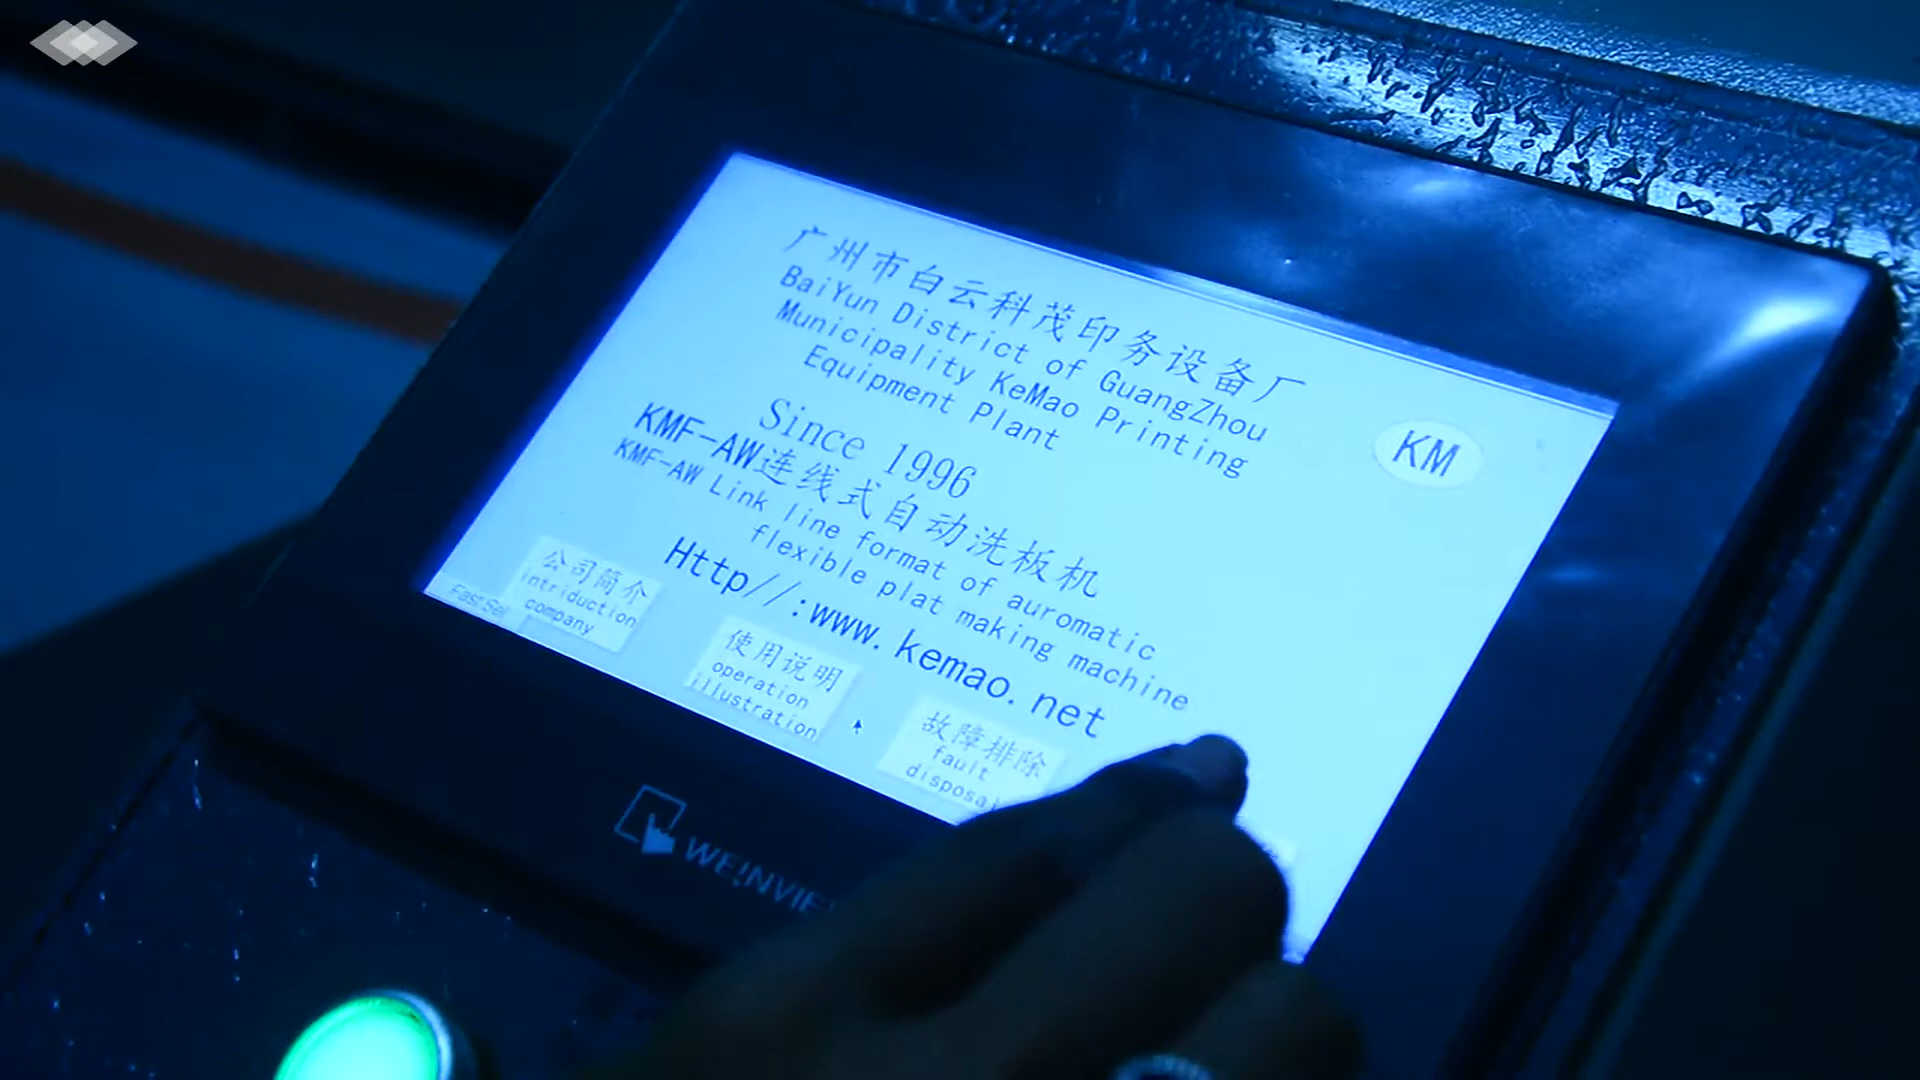 广州市白云科茂印务设备厂
BaiYun District of GuangZhou
Municipality KeMao Printing
Equipment Plant
KM
Since 1996
KMF-AW连线式自动洗板机
KMF-AW Link line format of auromatic
flexible plat making machine
Http//:www.kemao.net
公司简介
intriduction
company
使用说明
operation
illustration
故障排除
fault
disposal
Fast Sel